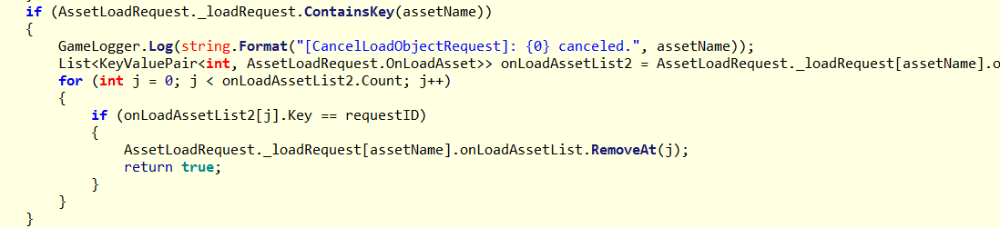 if (AssetLoadRequest._loadRequest.ContainsKey(assetName))
{
GameLogger.Log(string.Format("[CancelLoadObjectRequest]: {0} canceled.", assetName));
List<KeyValuePair<int, AssetLoadRequest.OnLoadAsset>> onLoadAssetList2 = AssetLoadRequest._loadRequest[assetName].o
for (int j = 0; j < onLoadAssetList2.Count; j++)
{
if (onLoadAssetList2[j].Key == requestID)
{
AssetLoadRequest._loadRequest[assetName].onLoadAssetList.RemoveAt(j);
return true;
}
}
}